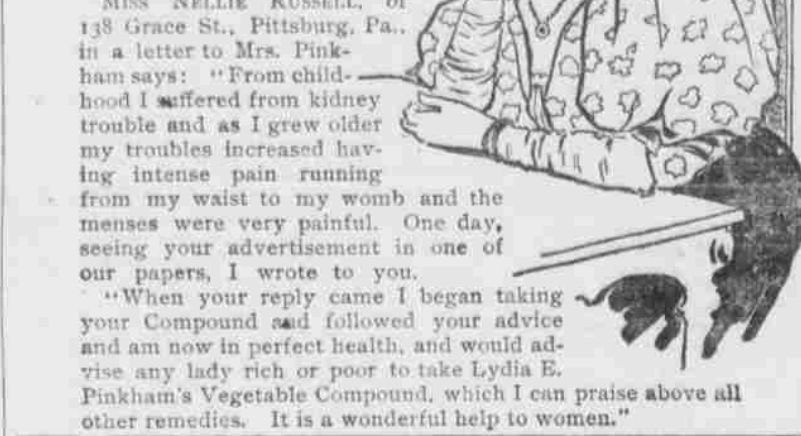 MISS NELLIE RUSSELL, of
138 Grace St., Pittsburg, Pa.,
in a letter to Mrs. Pink-
ham says: "From child-
hood I suffered from kidney
trouble and as I grew older
my troubles increased hav-
ing intense pain running
from my waist to my womb and the
menses were very painful. One day,
seeing your advertisement in one of
our papers, I wrote to you.
"When your reply came I began taking
your Compound and followed your advice
and am now in perfect health, and would ad-
vise any lady rich or poor to take Lydia E.
Pinkham's Vegetable Compound, which I can praise above all
other remedies. It is a wonderful help to women."